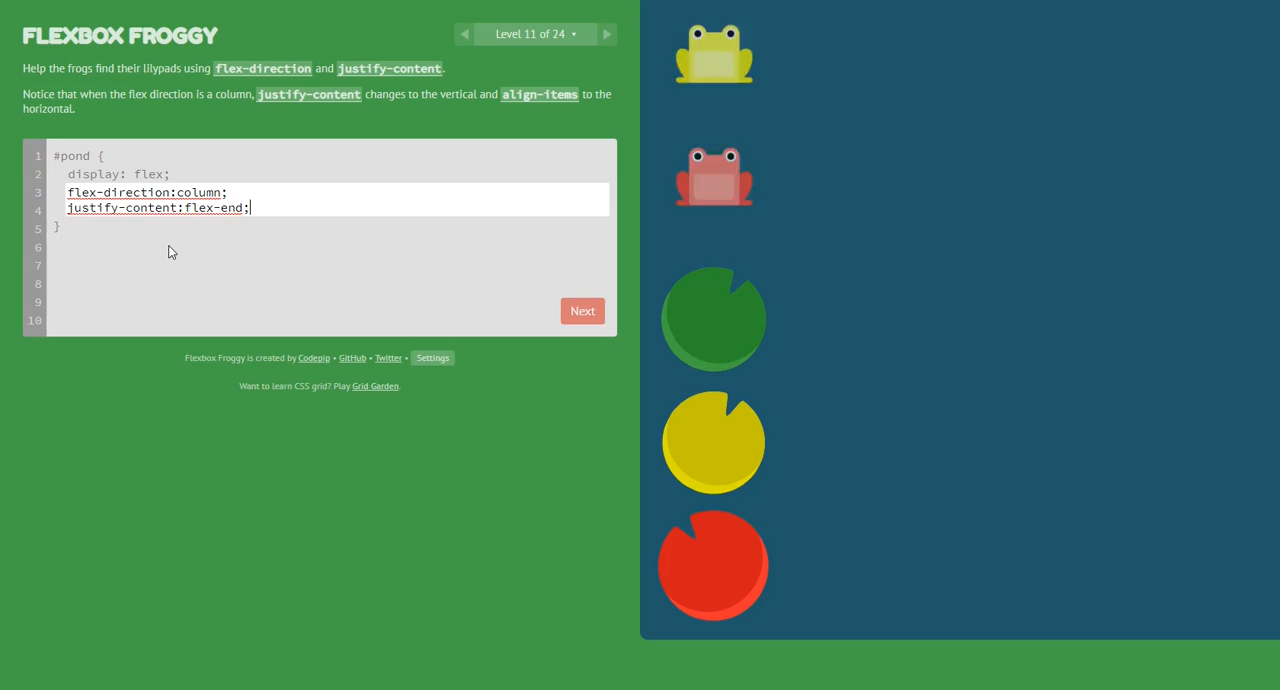 FLEXBOX FROGGY
Level 11 of 24
Help the frogs find their lilypads using flex-direction and justify-content.
Notice that when the flex direction is a column, justify-content changes to the vertical and align-items to the
horizontal.
1 #pond {
2 display: flex;
3 flex-direction:column;
4 justify-content:flex-end;
5 }
6
7
8
9
10
Next
Flexbox Froggy is created by Codepip • GitHub • Twitter • Settings
Want to learn CSS grid? Play Grid Garden.